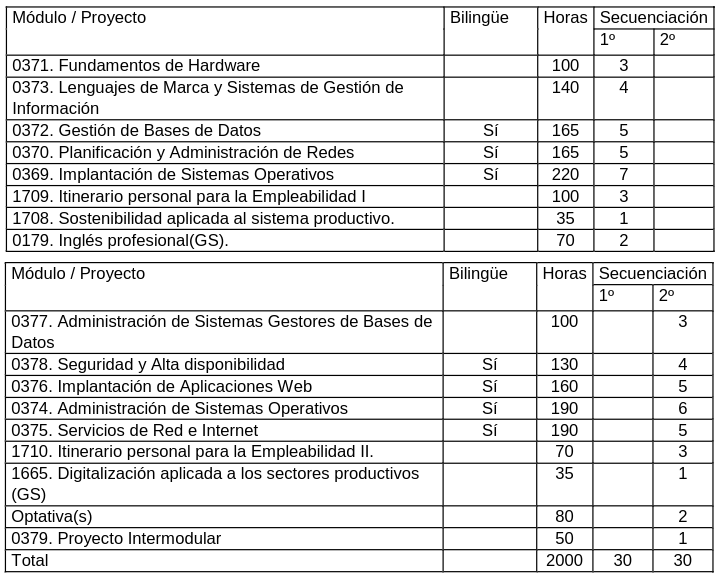 Módulo / Proyecto Bilingüe Horas Secuenciación
1º 2º
0371. Fundamentos de Hardware 100 3
0373. Lenguajes de Marca y Sistemas de Gestión de
Información 140 4
0372. Gestión de Bases de Datos Sí 165 5
0370. Planificación y Administración de Redes Sí 165 5
0369. Implantación de Sistemas Operativos Sí 220 7
1709. Itinerario personal para la Empleabilidad I 100 3
1708. Sostenibilidad aplicada al sistema productivo. 35 1
0179. Inglés profesional(GS). 70 2
Módulo / Proyecto Bilingüe Horas Secuenciación
1º 2º
0377. Administración de Sistemas Gestores de Bases de
Datos 100 3
0378. Seguridad y Alta disponibilidad Sí 130 4
0376. Implantación de Aplicaciones Web Sí 160 5
0374. Administración de Sistemas Operativos Sí 190 6
0375. Servicios de Red e Internet Sí 190 5
1710. Itinerario personal para la Empleabilidad II. 70 3
1665. Digitalización aplicada a los sectores productivos
(GS) 35 1
Optativa(s) 80 2
0379. Proyecto Intermodular 50 1
Total 2000 30 30